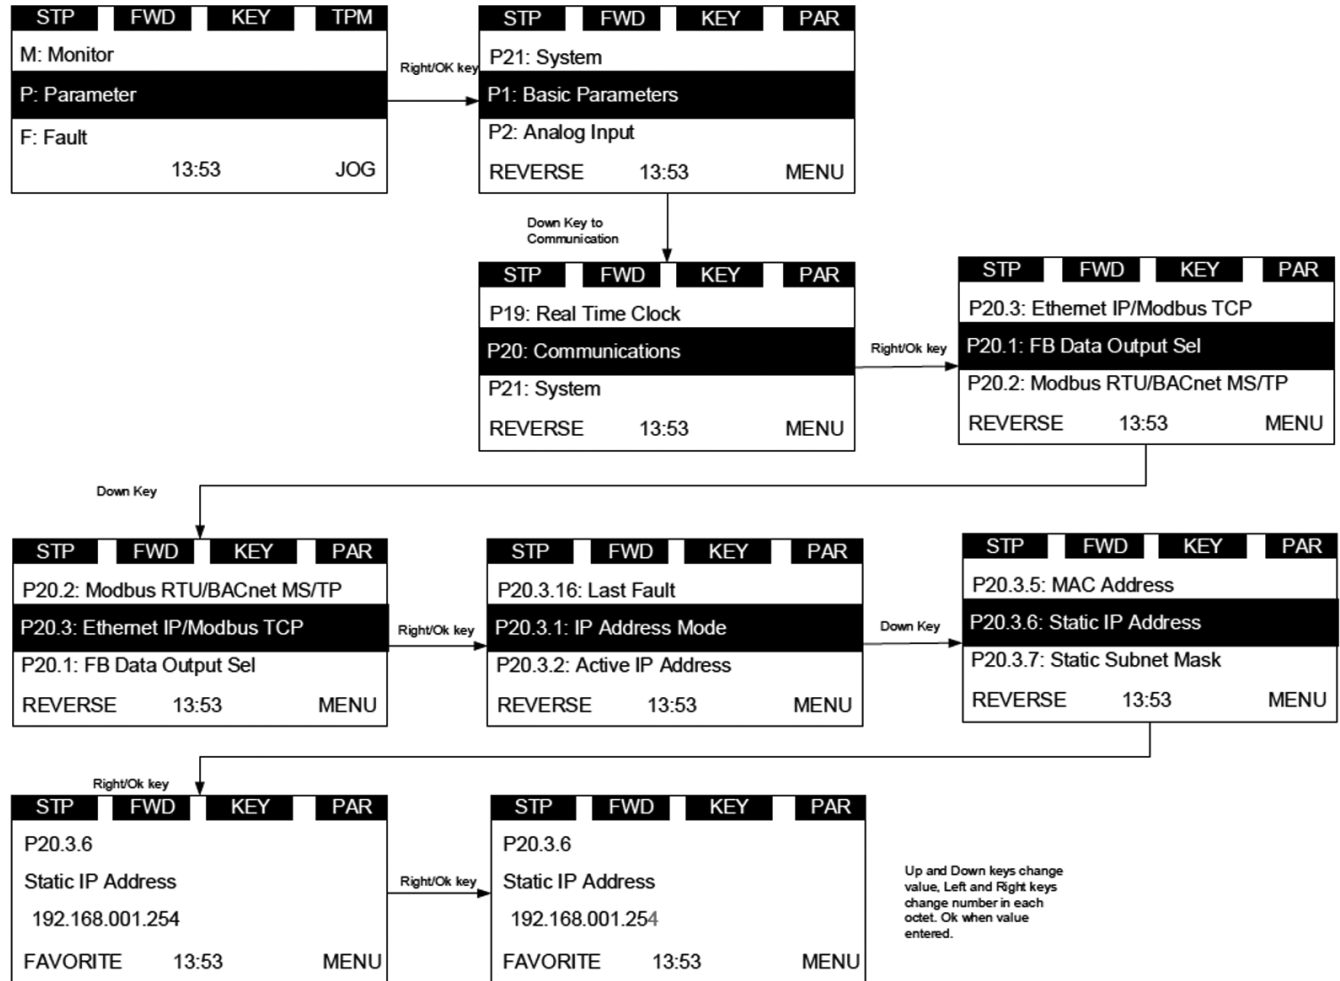 STP FWD KEY TPM
M: Monitor
P: Parameter
F: Fault
13:53 JOG
Right/OK key
STP FWD KEY PAR
P21: System
P1: Basic Parameters
P2: Analog Input
REVERSE 13:53 MENU
Down Key to
Communication
STP FWD KEY PAR
P19: Real Time Clock
P20: Communications
P21: System
REVERSE 13:53 MENU
Right/Ok key
STP FWD KEY PAR
P20.3: Ethernet IP/Modbus TCP
P20.1: FB Data Output Sel
P20.2: Modbus RTU/BACnet MS/TP
REVERSE 13:53 MENU
Down Key
STP FWD KEY PAR
P20.2: Modbus RTU/BACnet MS/TP
P20.3: Ethernet IP/Modbus TCP
P20.1: FB Data Output Sel
REVERSE 13:53 MENU
Right/Ok key
STP FWD KEY PAR
P20.3.16: Last Fault
P20.3.1: IP Address Mode
P20.3.2: Active IP Address
REVERSE 13:53 MENU
Down Key
STP FWD KEY PAR
P20.3.5: MAC Address
P20.3.6: Static IP Address
P20.3.7: Static Subnet Mask
REVERSE 13:53 MENU
Right/Ok key
STP FWD KEY PAR
P20.3.6
Static IP Address
192.168.001.254
FAVORITE 13:53 MENU
Right/Ok key
STP FWD KEY PAR
P20.3.6
Static IP Address
192.168.001.254
FAVORITE 13:53 MENU
Up and Down keys change
value, Left and Right keys
change number in each
octet. Ok when value
entered.